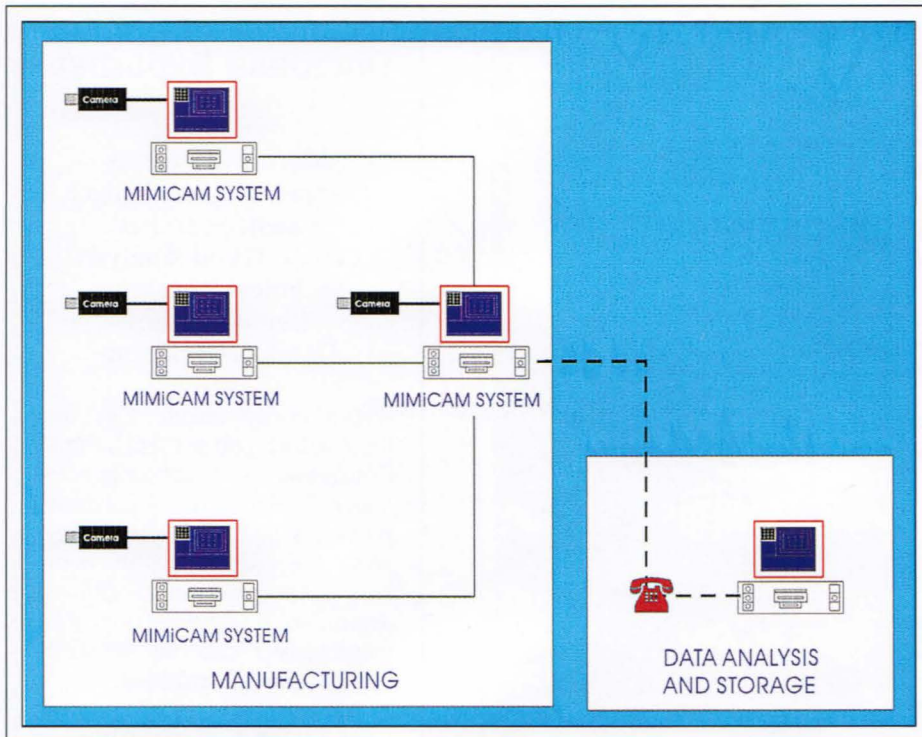 Camera
MIMiCAM SYSTEM
Camera
MIMiCAM SYSTEM
Camera
MIMiCAM SYSTEM
Camera
MIMiCAM SYSTEM
MANUFACTURING
DATA ANALYSIS
AND STORAGE